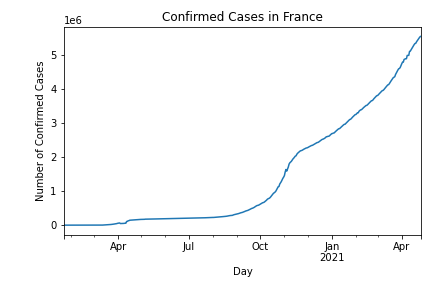 Confirmed Cases in France
1e6
Number of Confirmed Cases
5
4
3
2
1
0
Apr
Jul
Oct
Jan
2021
Apr
Day